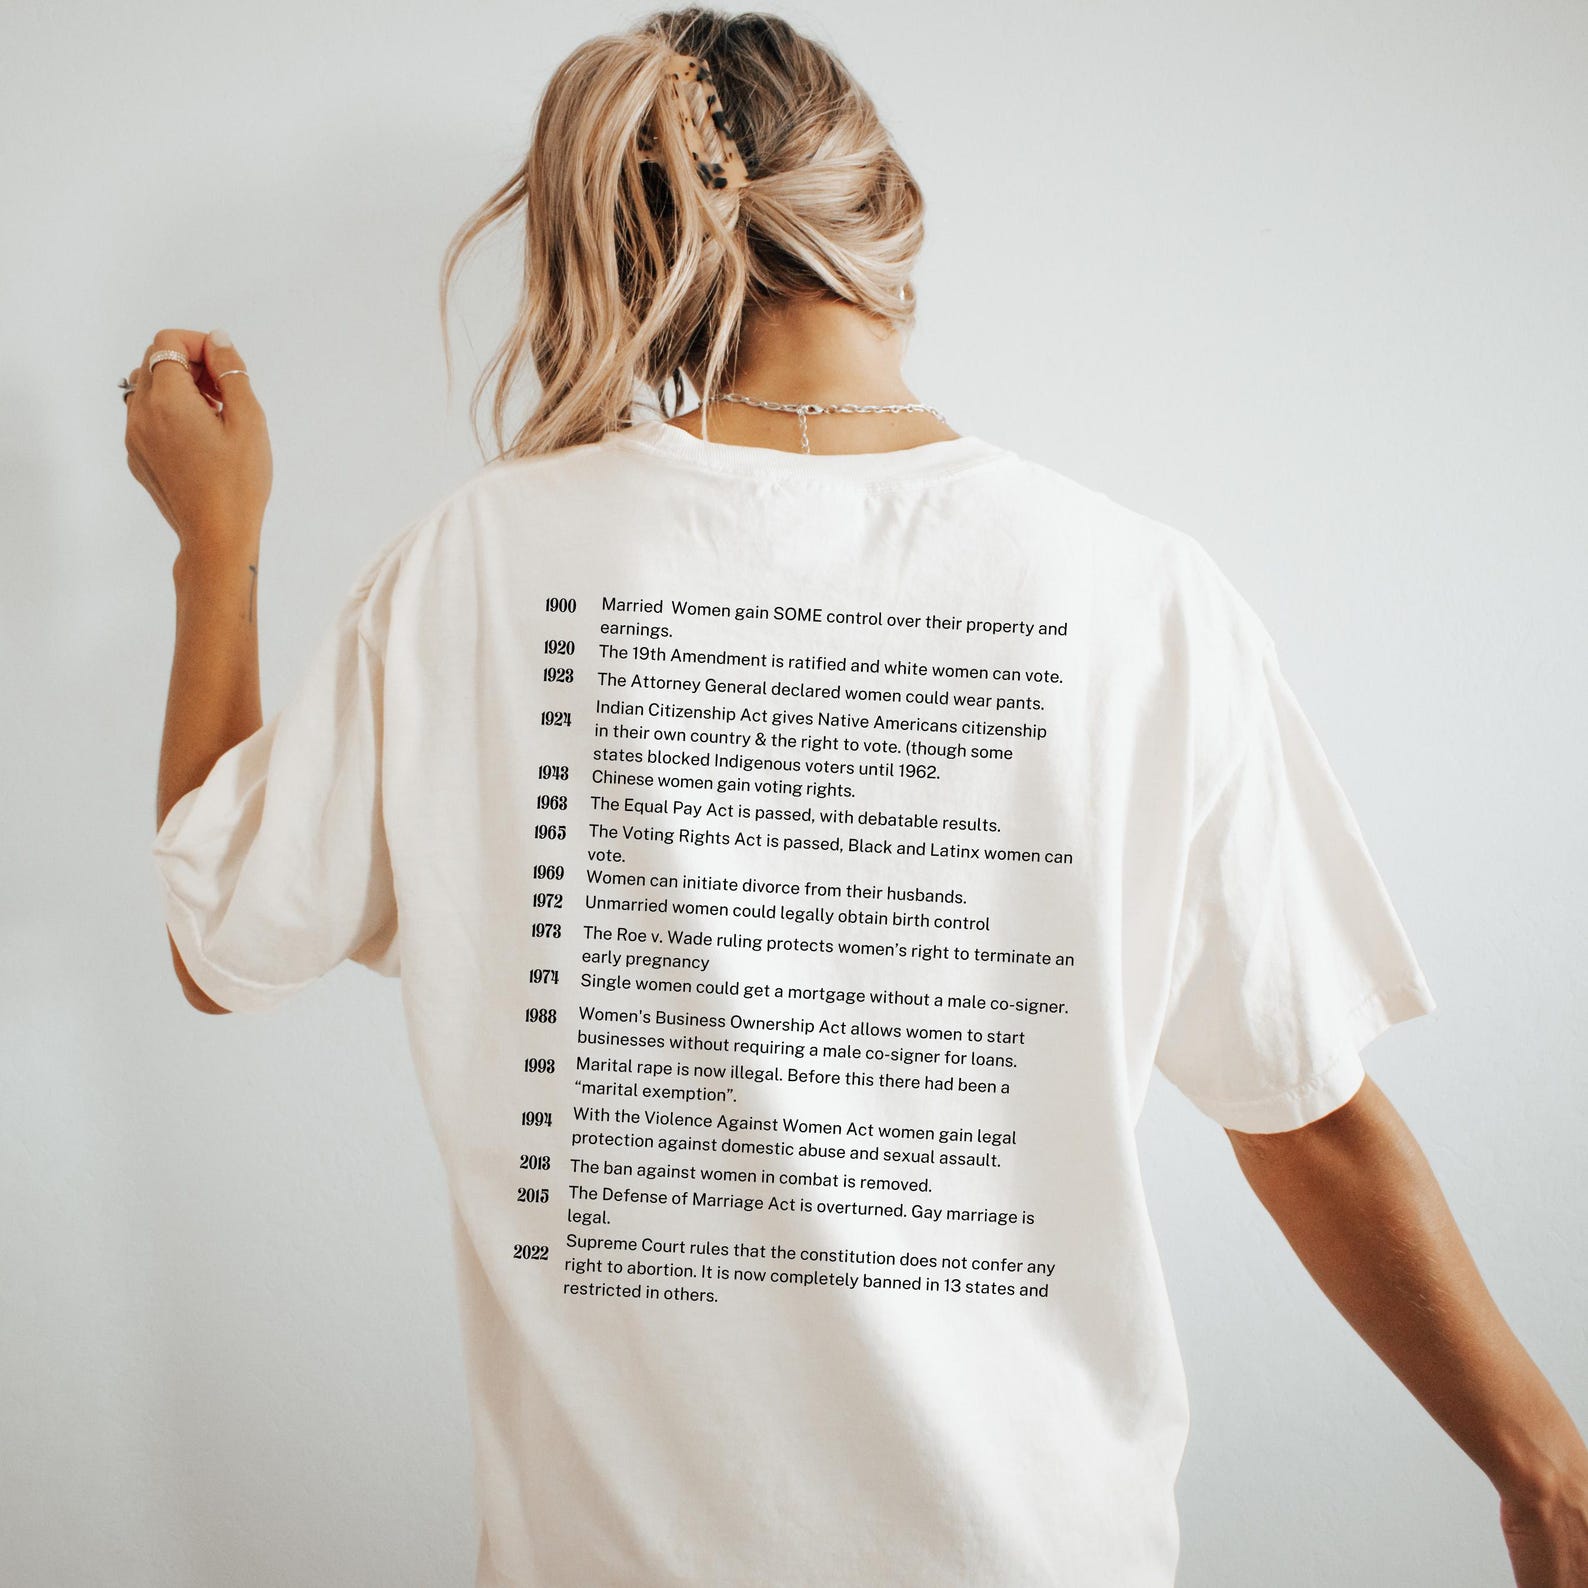 1900 Married Women gain SOME control over their property and
earnings.
1920 The 19th Amendment is ratified and white women can vote.
1923 The Attorney General declared women could wear pants.
1924 Indian Citizenship Act gives Native Americans citizenship
in their own country & the right to vote. (though some
states blocked Indigenous voters until 1962.
1943 Chinese women gain voting rights.
1963 The Equal Pay Act is passed, with debatable results.
1965 The Voting Rights Act is passed, Black and Latinx women can
vote.
1969 Women can initiate divorce from their husbands.
1972 Unmarried women could legally obtain birth control
1973 The Roe v. Wade ruling protects women’s right to terminate an
early pregnancy
1974 Single women could get a mortgage without a male co-signer.
1988 Women's Business Ownership Act allows women to start
businesses without requiring a male co-signer for loans.
1993 Marital rape is now illegal. Before this there had been a
“marital exemption”.
1994 With the Violence Against Women Act women gain legal
protection against domestic abuse and sexual assault.
2013 The ban against women in combat is removed.
2015 The Defense of Marriage Act is overturned. Gay marriage is
legal.
2022 Supreme Court rules that the constitution does not confer any
right to abortion. It is now completely banned in 13 states and
restricted in others.